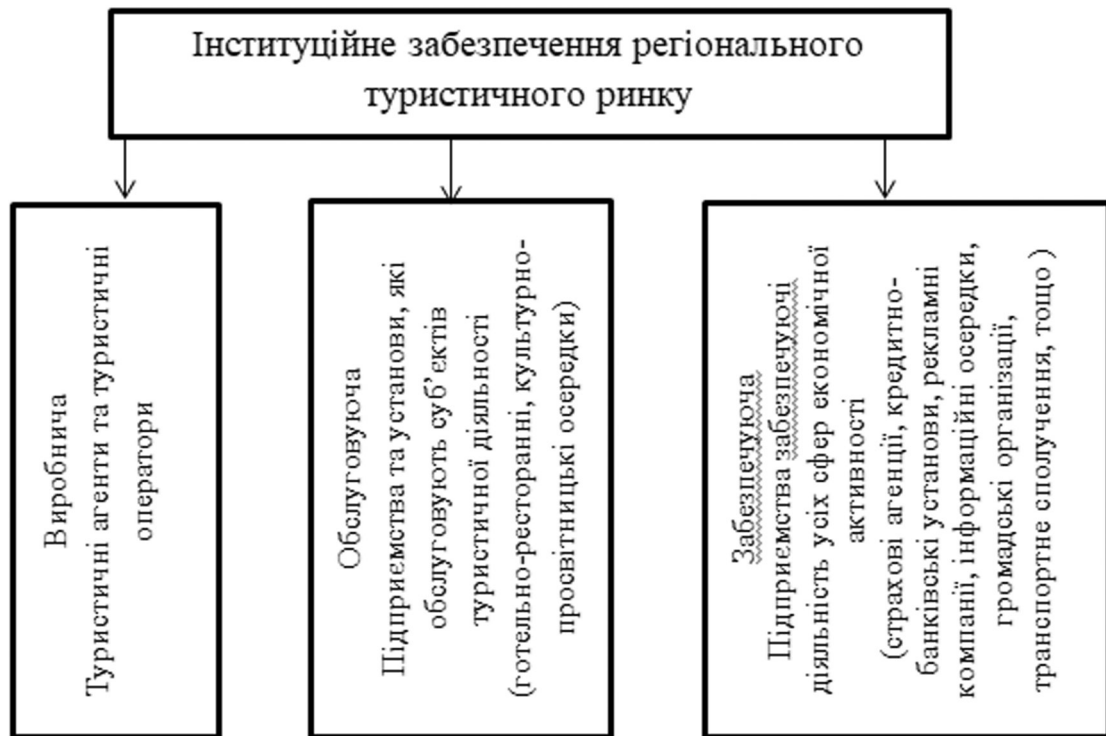 Інституційне забезпечення регіонального
туристичного ринку
Виробнича
Туристичні агенти та туристичні
оператори
Обслуговуюча
Підприємства та установи, які
обслуговують суб’єктів
туристичної діяльності
(готельно-ресторанні, культурно-
просвітницькі осередки)
Забезпечуюча
Підприємства забезпечуючі
діяльність усіх сфер економічної
активності
(страхові агенції, кредитно-
банківські установи, рекламні
компанії, інформаційні осередки,
громадські організації,
транспортне сполучення, тощо )